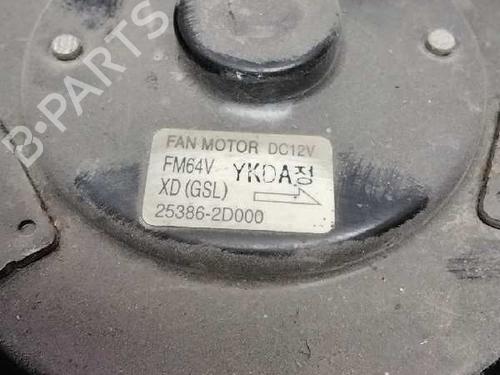 B-PARTS
FAN MOTOR DC12V
FM64V YKDA
XD (GSL)
25386-2D000